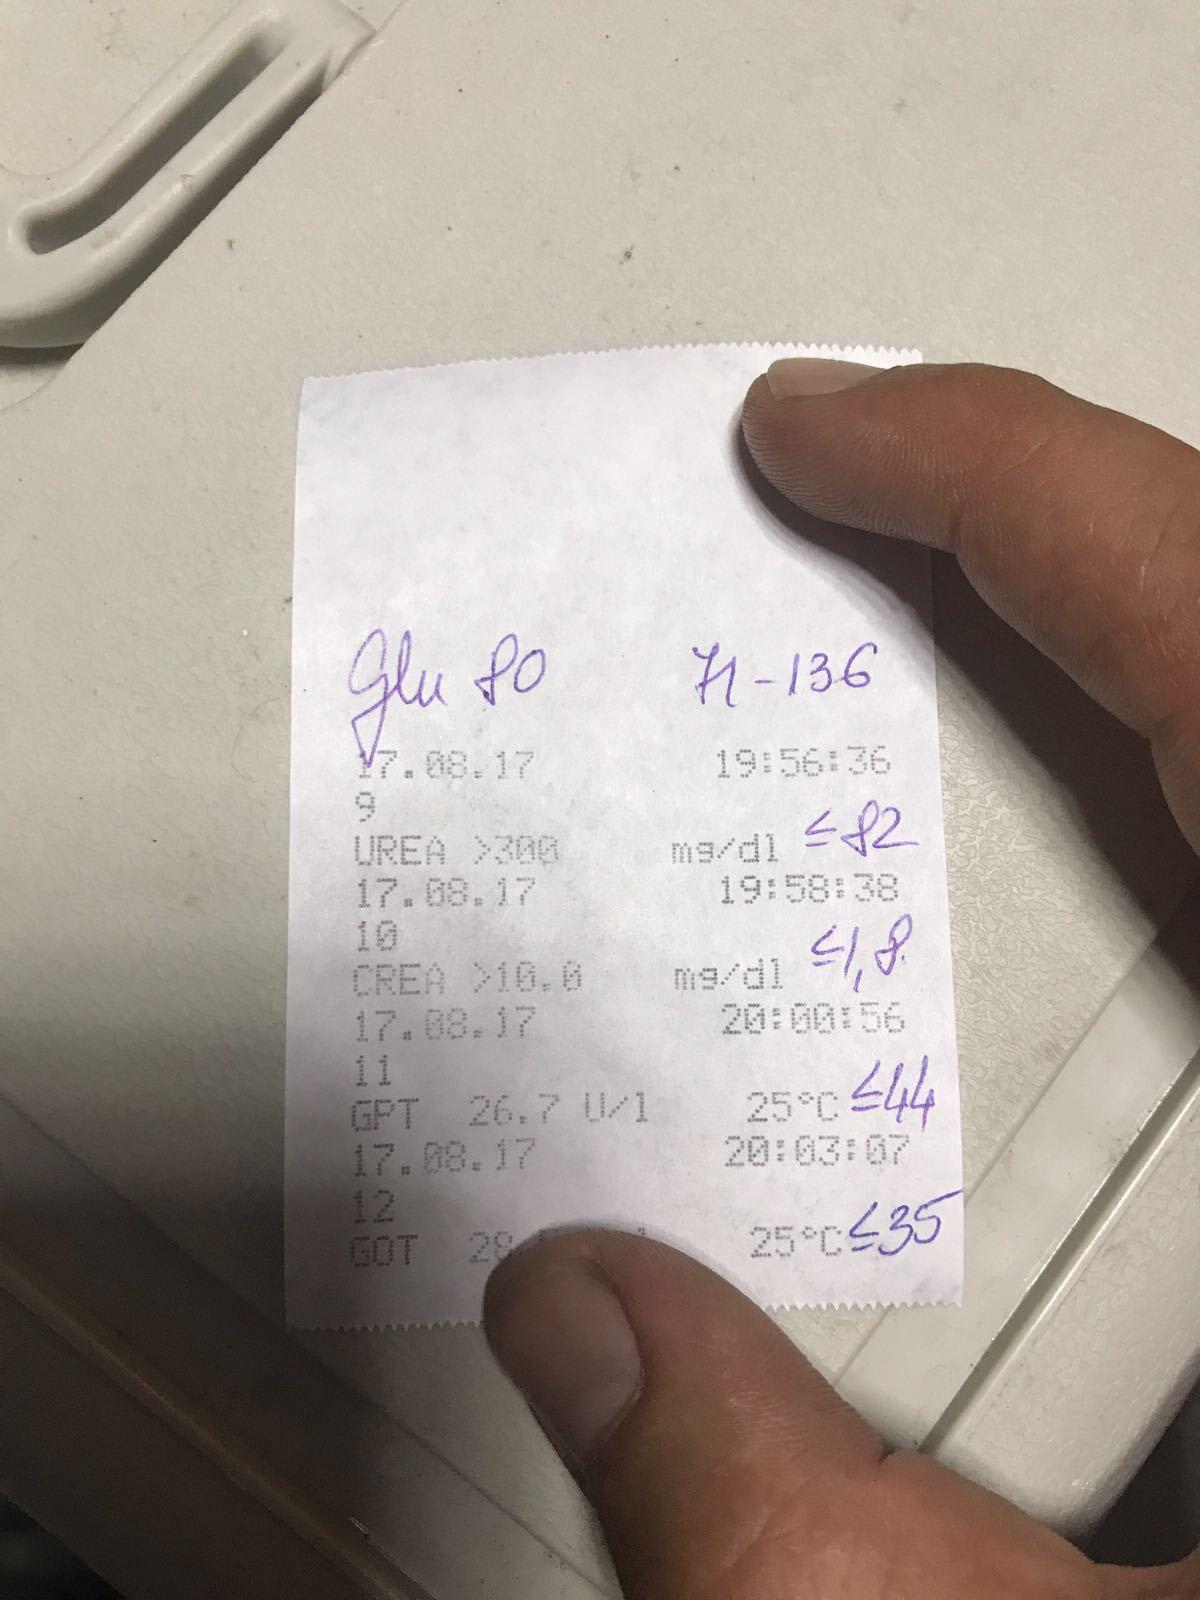 Glu 80 71-136
17.08.17 19:56:36
9
UREA >300 mg/dl ≤82
17.08.17 19:58:38
10
CREA >10.0 mg/dl ≤1,8
17.08.17 20:00:56
11
GPT 26.7 U/l 25°C ≤44
17.08.17 20:03:07
12
GOT 25°C ≤35